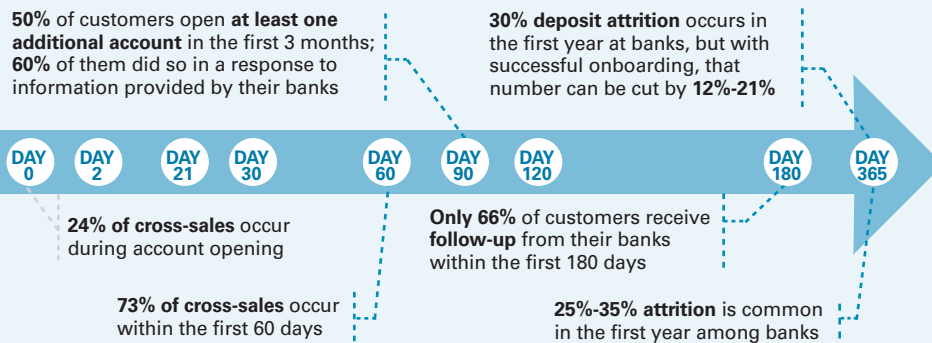 50% of customers open at least one
additional account in the first 3 months;
60% of them did so in a response to
information provided by their banks
30% deposit attrition occurs in
the first year at banks, but with
successful onboarding, that
number can be cut by 12%-21%
DAY
0
DAY
2
DAY
21
DAY
30
DAY
60
DAY
90
DAY
120
DAY
180
DAY
365
24% of cross-sales occur
during account opening
Only 66% of customers receive
follow-up from their banks
within the first 180 days
73% of cross-sales occur
within the first 60 days
25%-35% attrition is common
in the first year among banks